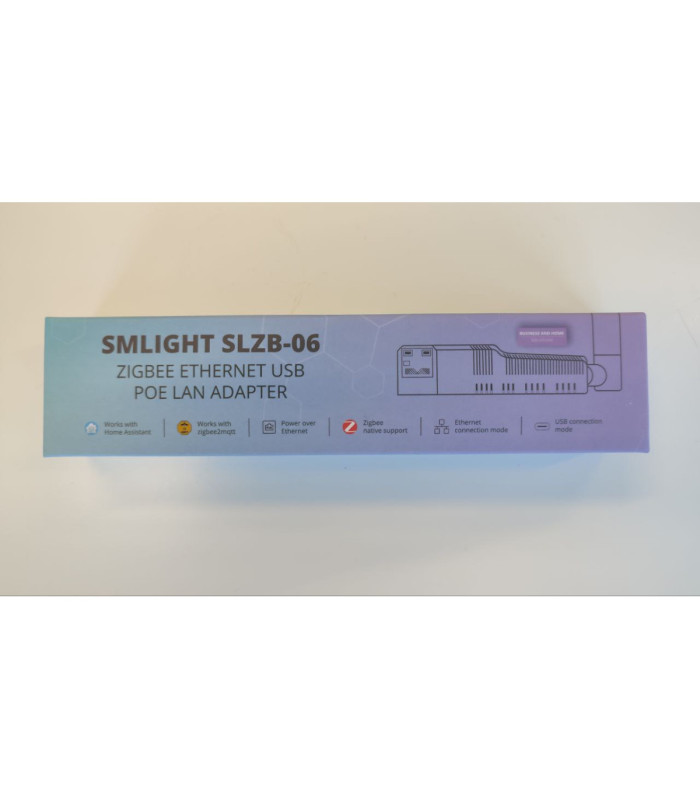 SMLIGHT SLZB-06
ZIGBEE ETHERNET USB
POE LAN ADAPTER
Works with
Home Assistant
Works with
zigbee2mqtt
Power over
Ethernet
Zigbee
native support
Ethernet
connection mode
USB connection
mode